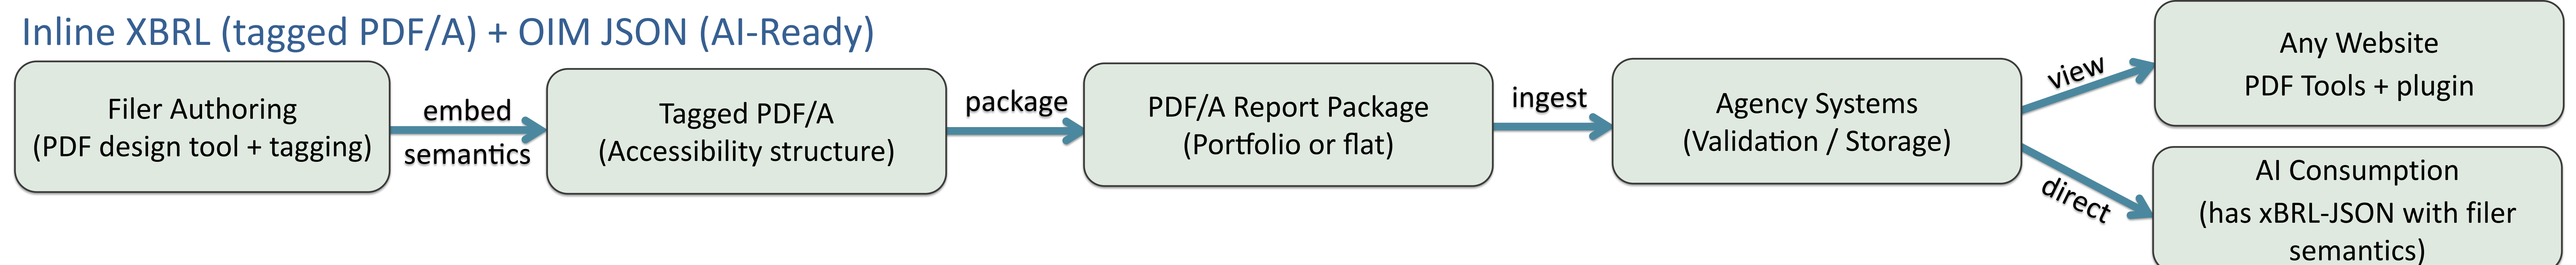 Inline XBRL (tagged PDF/A) + OIM JSON (AI-Ready)
Filer Authoring
(PDF design tool + tagging)
embed
semantics
Tagged PDF/A
(Accessibility structure)
package
PDF/A Report Package
(Portfolio or flat)
ingest
Agency Systems
(Validation / Storage)
view
Any Website
PDF Tools + plugin
direct
AI Consumption
(has xBRL-JSON with filer
semantics)